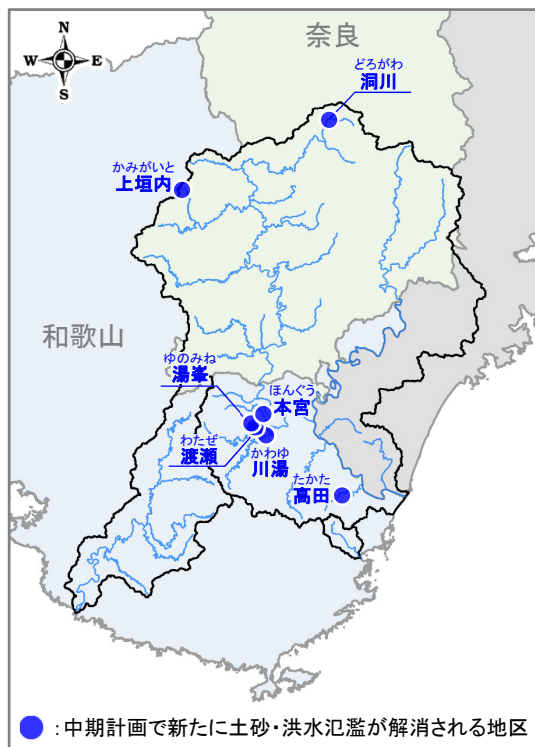 N
W E
S
奈良
どろがわ
洞川
かみがいと
上垣内
和歌山
ゆのみね
湯峯
ほんぐう
本宮
わたぜ
渡瀬
かわゆ
川湯
たかた
高田
：中期計画で新たに土砂・洪水氾濫が解消される地区